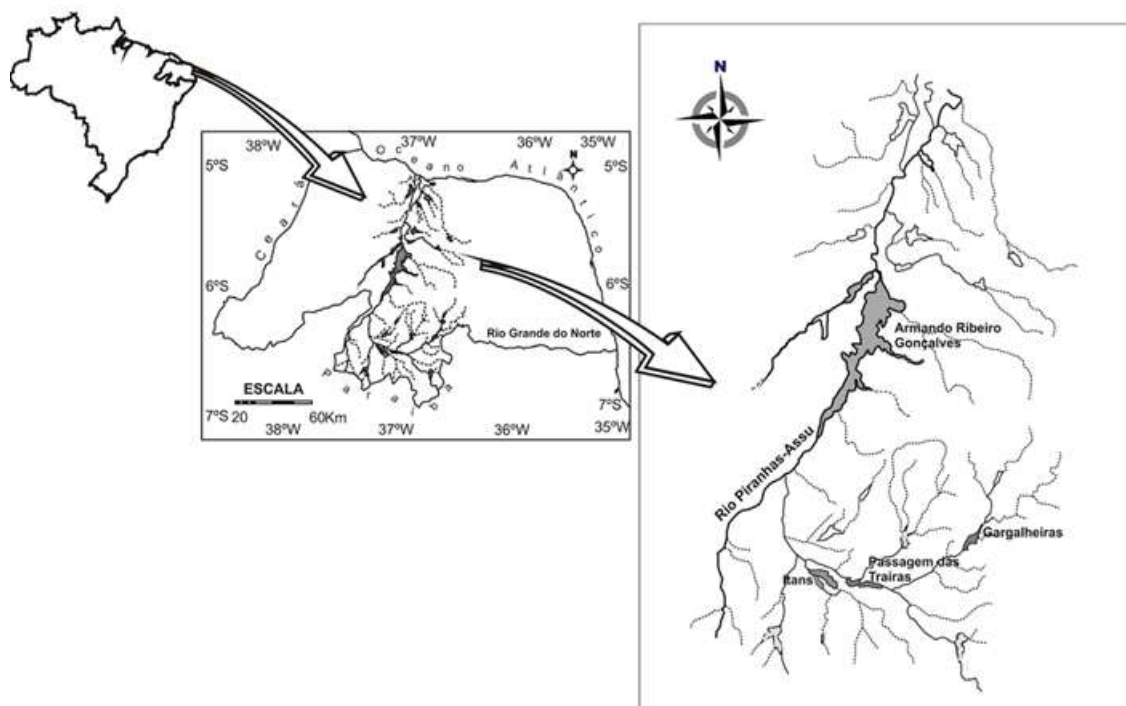 N
38ºW
37ºW
36ºW
35ºW
5ºS
Oceano Atlântico
N
5ºS
Ceará
6ºS
6ºS
Rio Grande do Norte
Paraíba
ESCALA
20 60Km
7ºS
7ºS
38ºW
37ºW
36ºW
35ºW
Armando Ribeiro
Gonçalves
Rio Piranhas-Assu
Gargalheiras
Passagem das
Trairas
Itans